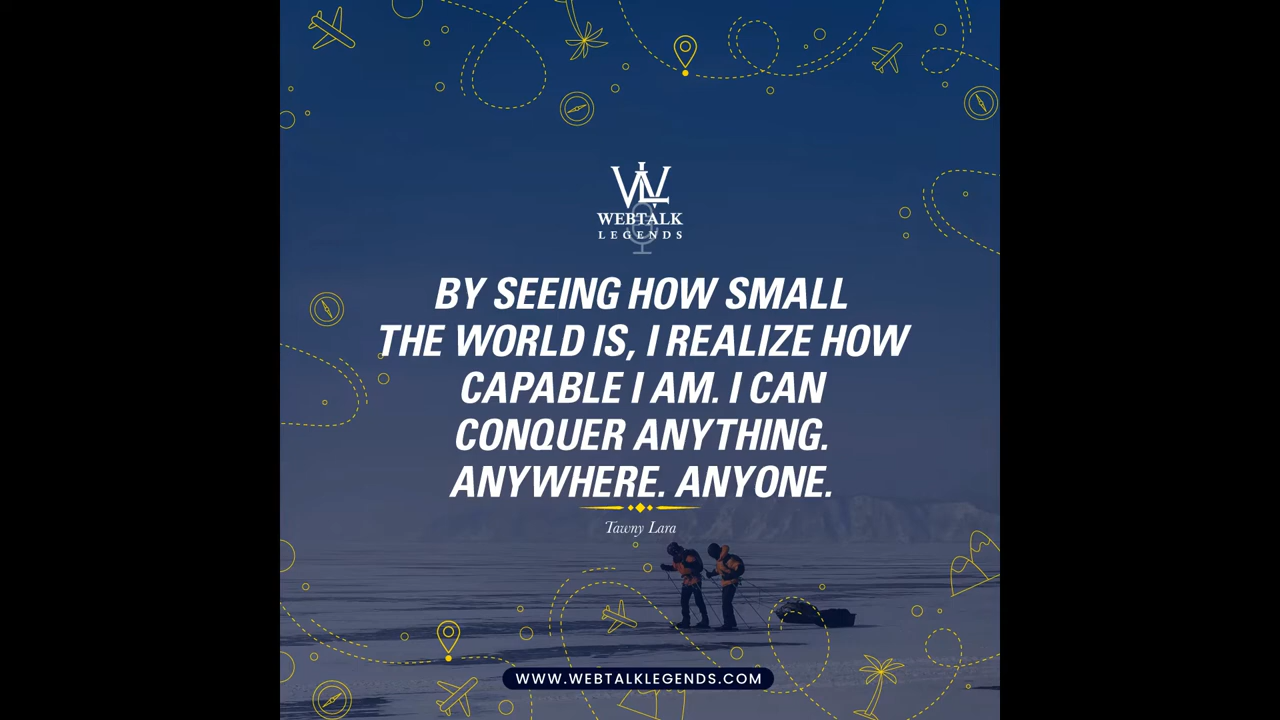 WL
WEBTALK
LEGENDS
BY SEEING HOW SMALL
THE WORLD IS, I REALIZE HOW
CAPABLE I AM. I CAN
CONQUER ANYTHING.
ANYWHERE. ANYONE.
Tawny Lara
WWW.WEBTALKLEGENDS.COM